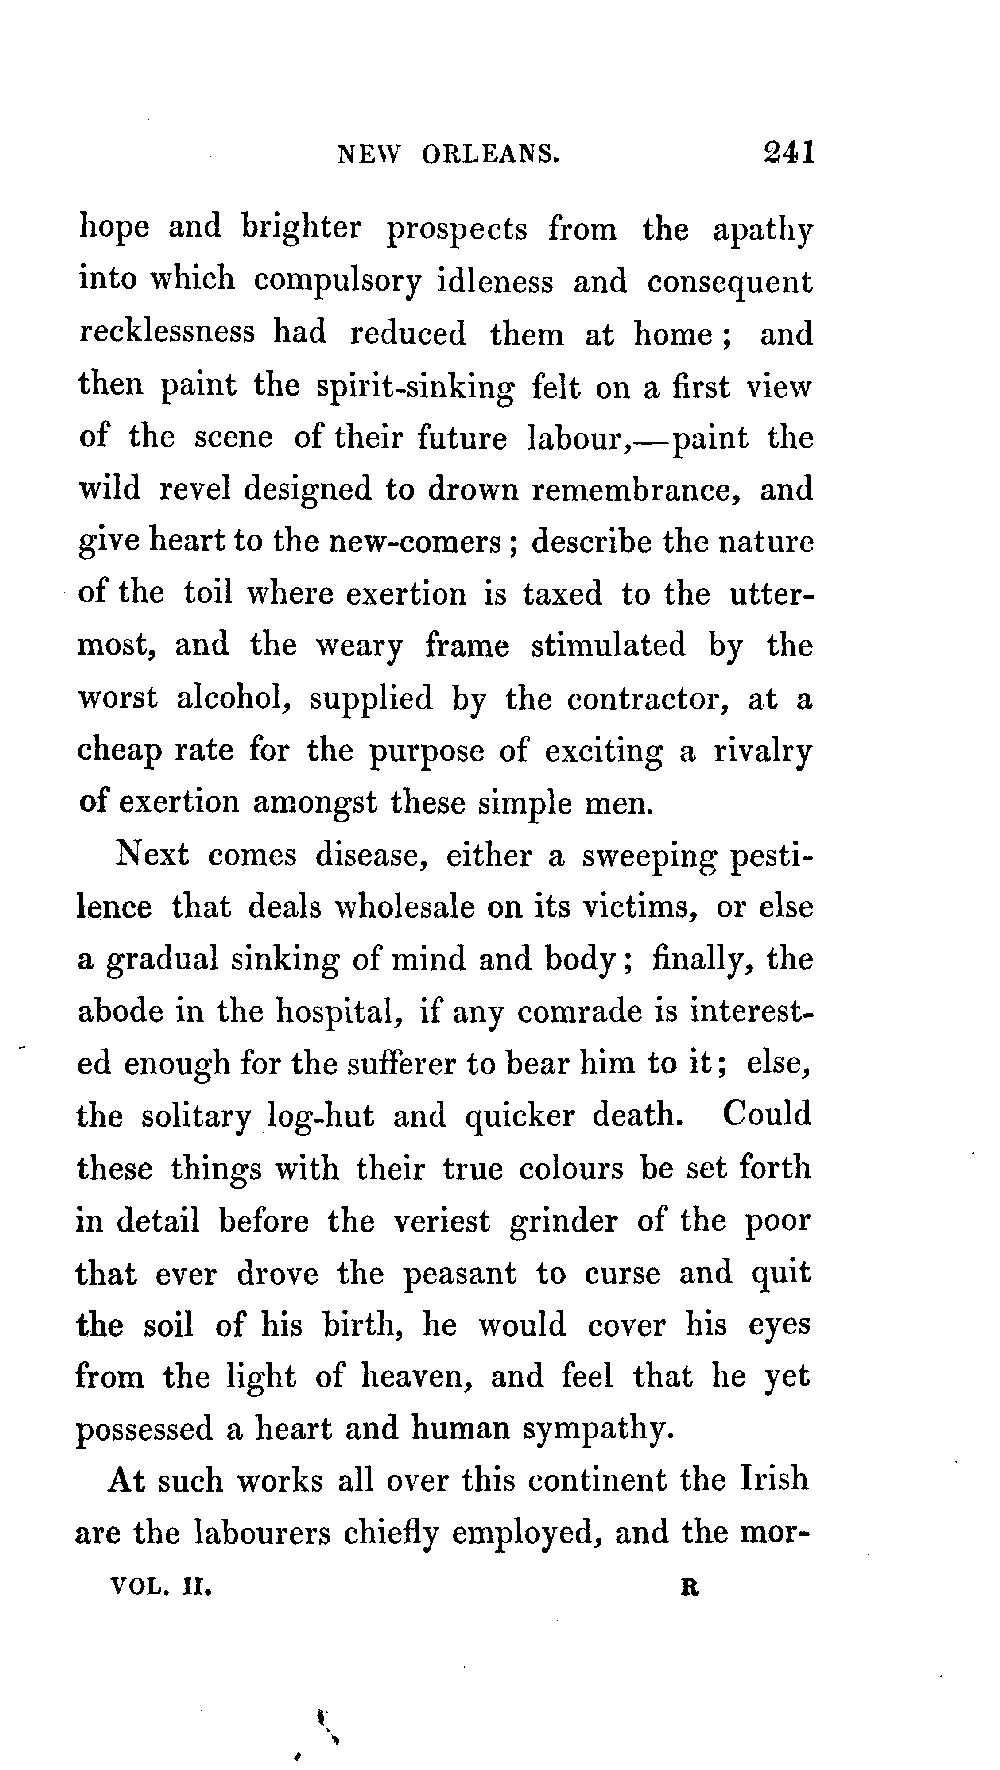 NEW ORLEANS. 241
hope and brighter prospects from the apathy
into which compulsory idleness and consequent
recklessness had reduced them at home ; and
then paint the spirit-sinking felt on a first view
of the scene of their future labour,—paint the
wild revel designed to drown remembrance, and
give heart to the new-comers ; describe the nature
of the toil where exertion is taxed to the utter-
most, and the weary frame stimulated by the
worst alcohol, supplied by the contractor, at a
cheap rate for the purpose of exciting a rivalry
of exertion amongst these simple men.
Next comes disease, either a sweeping pesti-
lence that deals wholesale on its victims, or else
a gradual sinking of mind and body ; finally, the
abode in the hospital, if any comrade is interest-
ed enough for the sufferer to bear him to it ; else,
the solitary log-hut and quicker death. Could
these things with their true colours be set forth
in detail before the veriest grinder of the poor
that ever drove the peasant to curse and quit
the soil of his birth, he would cover his eyes
from the light of heaven, and feel that he yet
possessed a heart and human sympathy.
At such works all over this continent the Irish
are the labourers chiefly employed, and the mor-
VOL. II. R